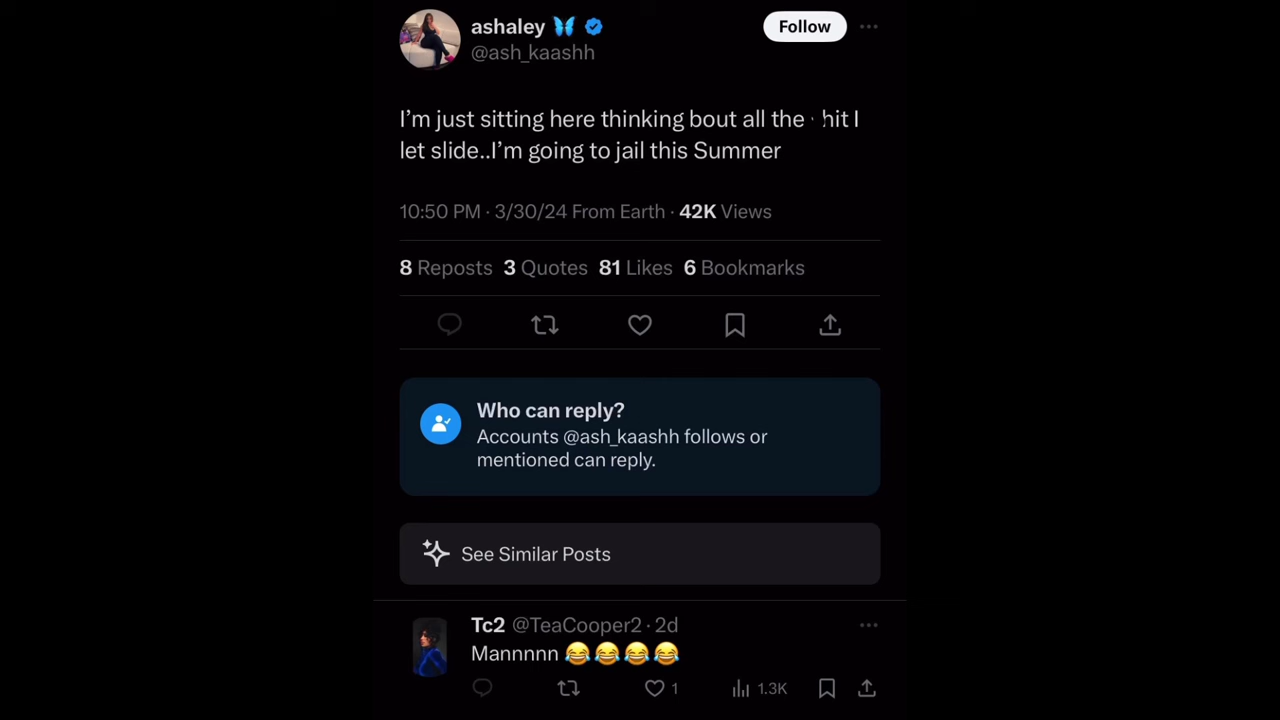 ashaley 🦋
Follow
@ash_kaashh
I’m just sitting here thinking bout all the hit I
let slide..I’m going to jail this Summer
10:50 PM · 3/30/24 From Earth · 42K Views
8 Reposts 3 Quotes 81 Likes 6 Bookmarks
Who can reply?
Accounts @ash_kaashh follows or
mentioned can reply.
See Similar Posts
Tc2 @TeaCooper2 · 2d
Mannnnn 😂😂😂😂
1 1.3K